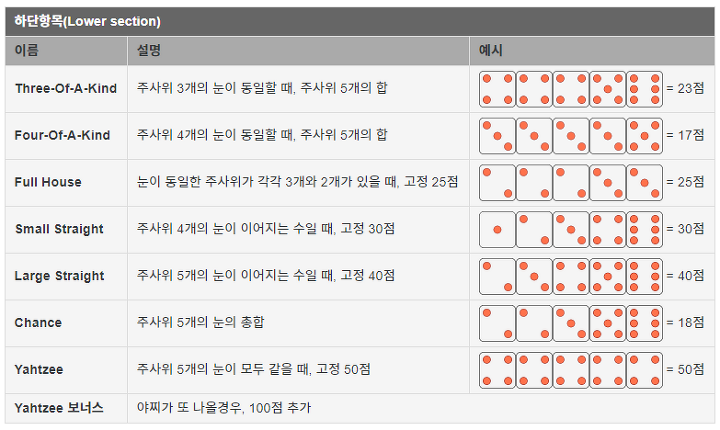 하단항목(Lower section)
이름 설명 예시
Three-Of-A-Kind 주사위 3개의 눈이 동일할 때, 주사위 5개의 합 = 23점
Four-Of-A-Kind 주사위 4개의 눈이 동일할 때, 주사위 5개의 합 = 17점
Full House 눈이 동일한 주사위가 각각 3개와 2개가 있을 때, 고정 25점 = 25점
Small Straight 주사위 4개의 눈이 이어지는 수일 때, 고정 30점 = 30점
Large Straight 주사위 5개의 눈이 이어지는 수일 때, 고정 40점 = 40점
Chance 주사위 5개의 눈의 총합 = 18점
Yahtzee 주사위 5개의 눈이 모두 같을 때, 고정 50점 = 50점
Yahtzee 보너스 야찌가 또 나올경우, 100점 추가